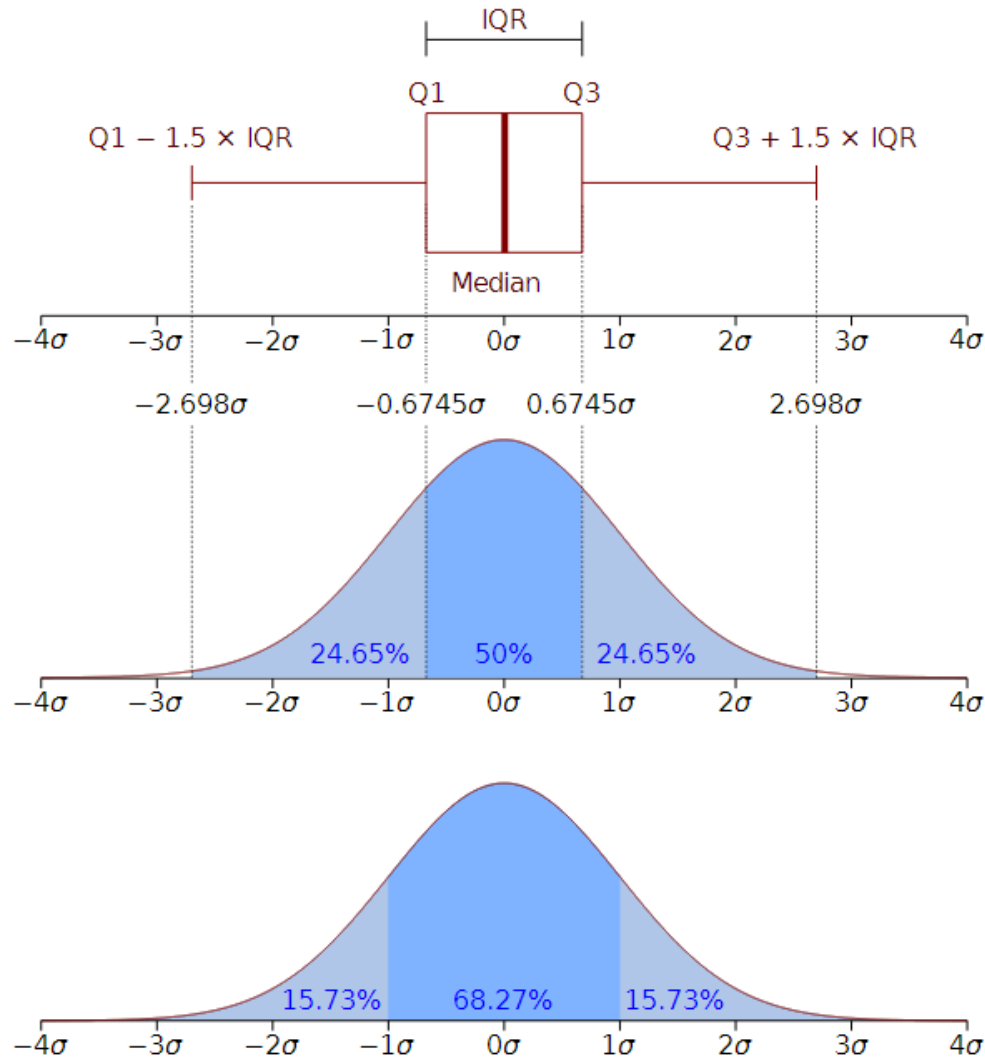 IQR
Q1 Q3
Q1 − 1.5 × IQR Q3 + 1.5 × IQR
Median
−4σ −3σ −2σ −1σ 0σ 1σ 2σ 3σ 4σ
−2.698σ −0.6745σ 0.6745σ 2.698σ
24.65% 50% 24.65%
−4σ −3σ −2σ −1σ 0σ 1σ 2σ 3σ 4σ
15.73% 68.27% 15.73%
−4σ −3σ −2σ −1σ 0σ 1σ 2σ 3σ 4σ